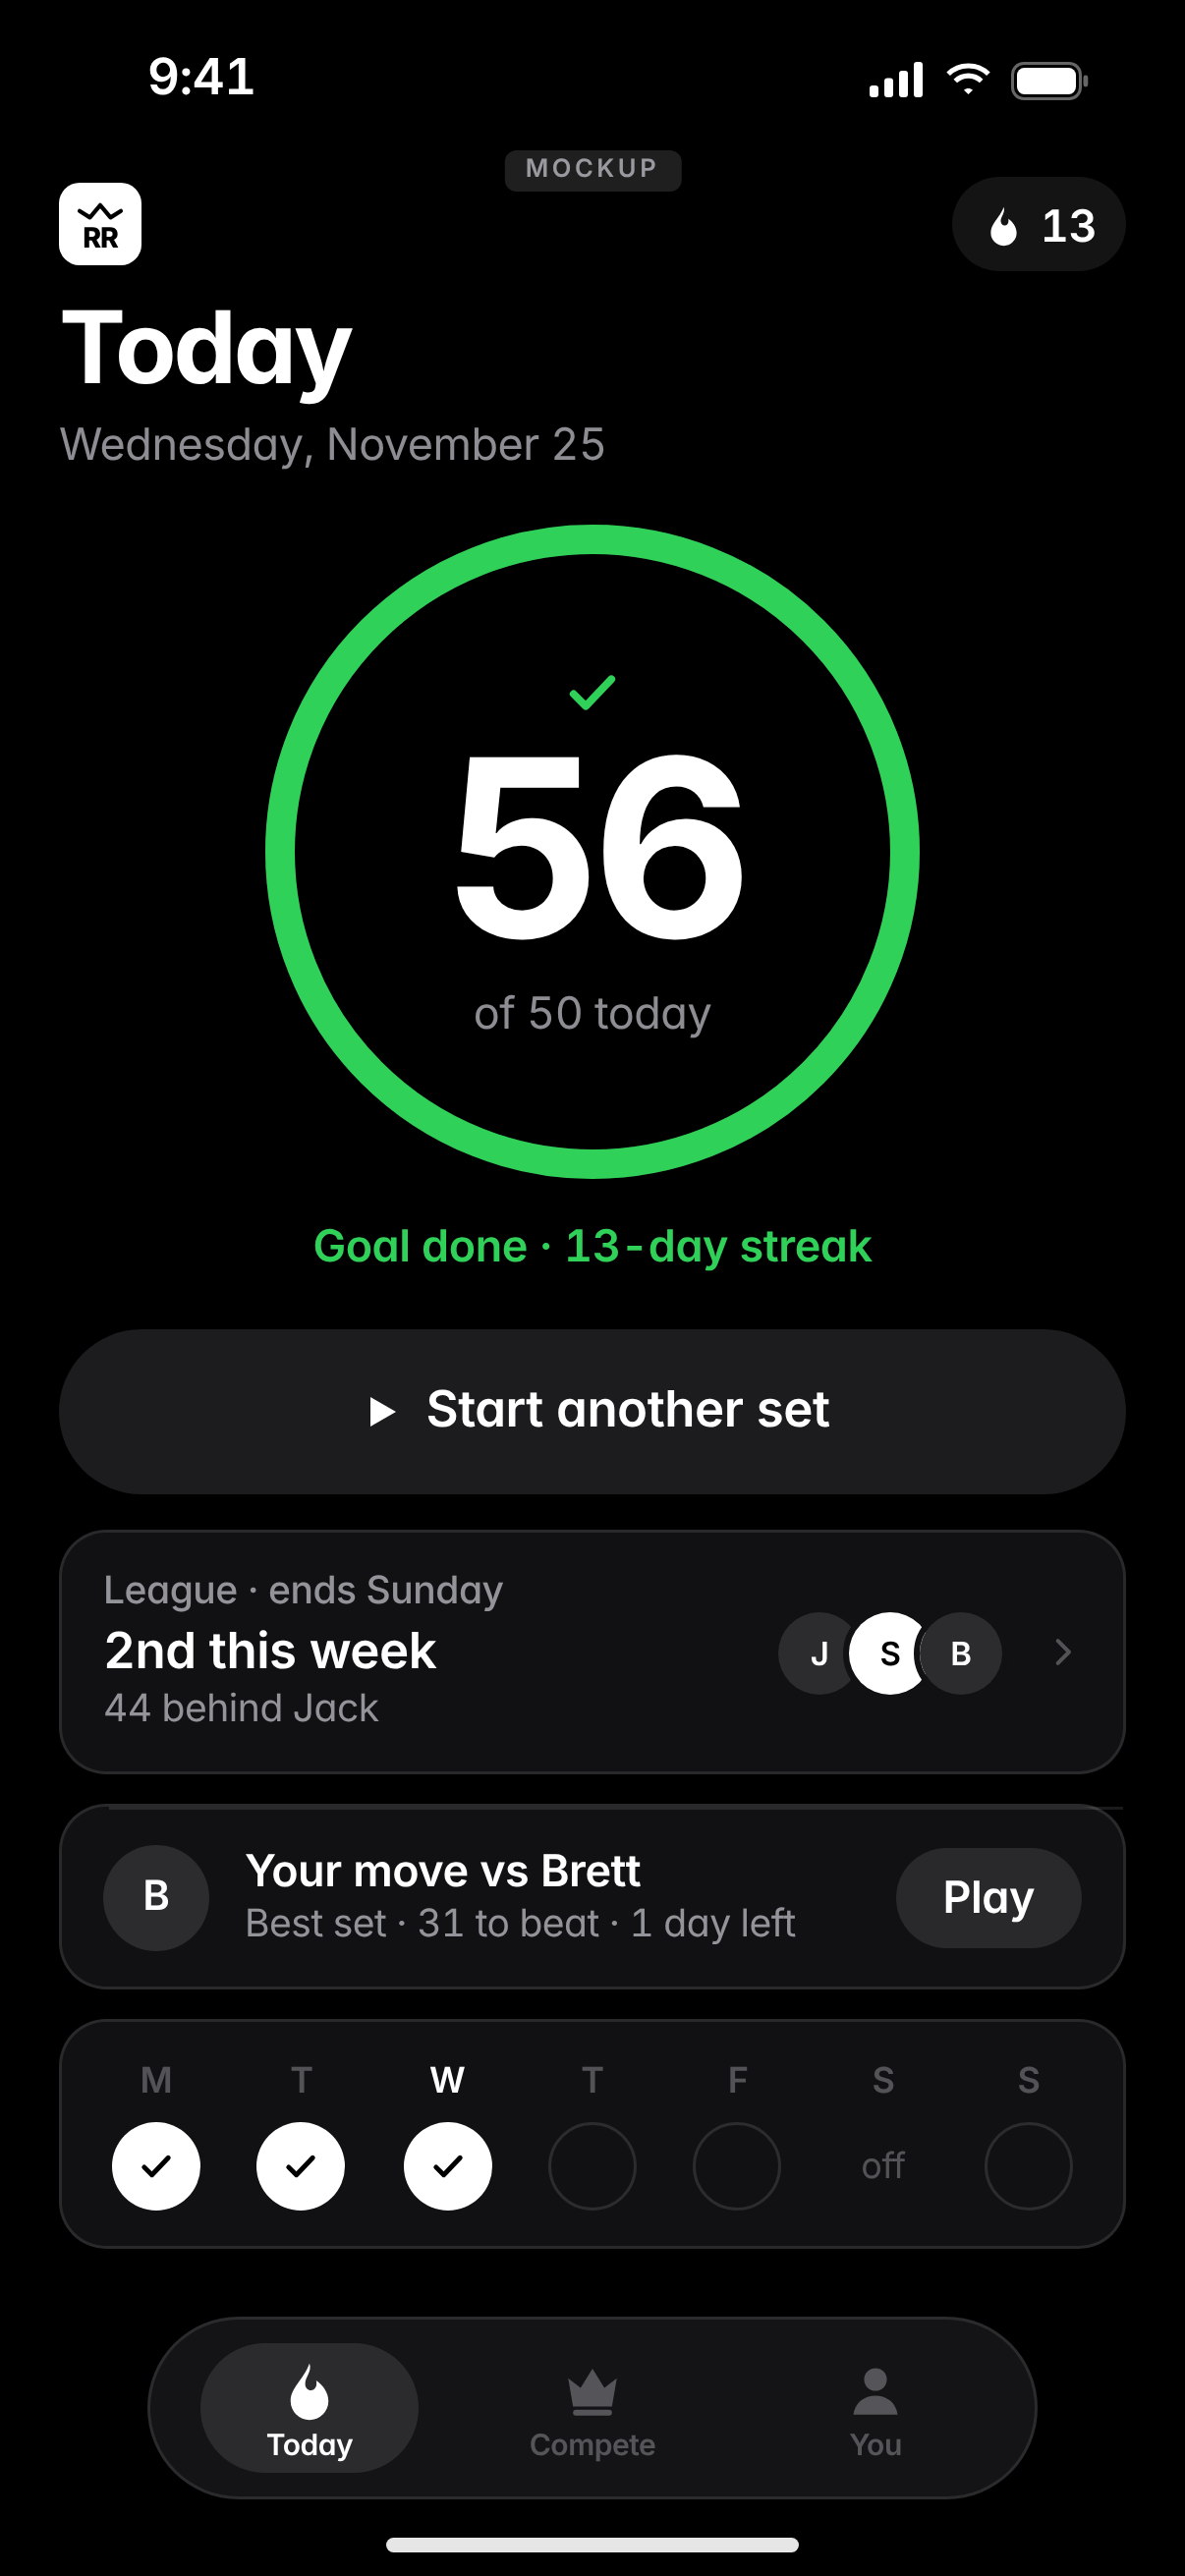 9:41
MOCKUP
RR
13
Today
Wednesday, November 25
56
of 50 today
Goal done · 13-day streak
Start another set
League · ends Sunday
2nd this week
44 behind Jack
J S B
B
Your move vs Brett
Best set · 31 to beat · 1 day left
Play
M T W T F S S
off
Today Compete You